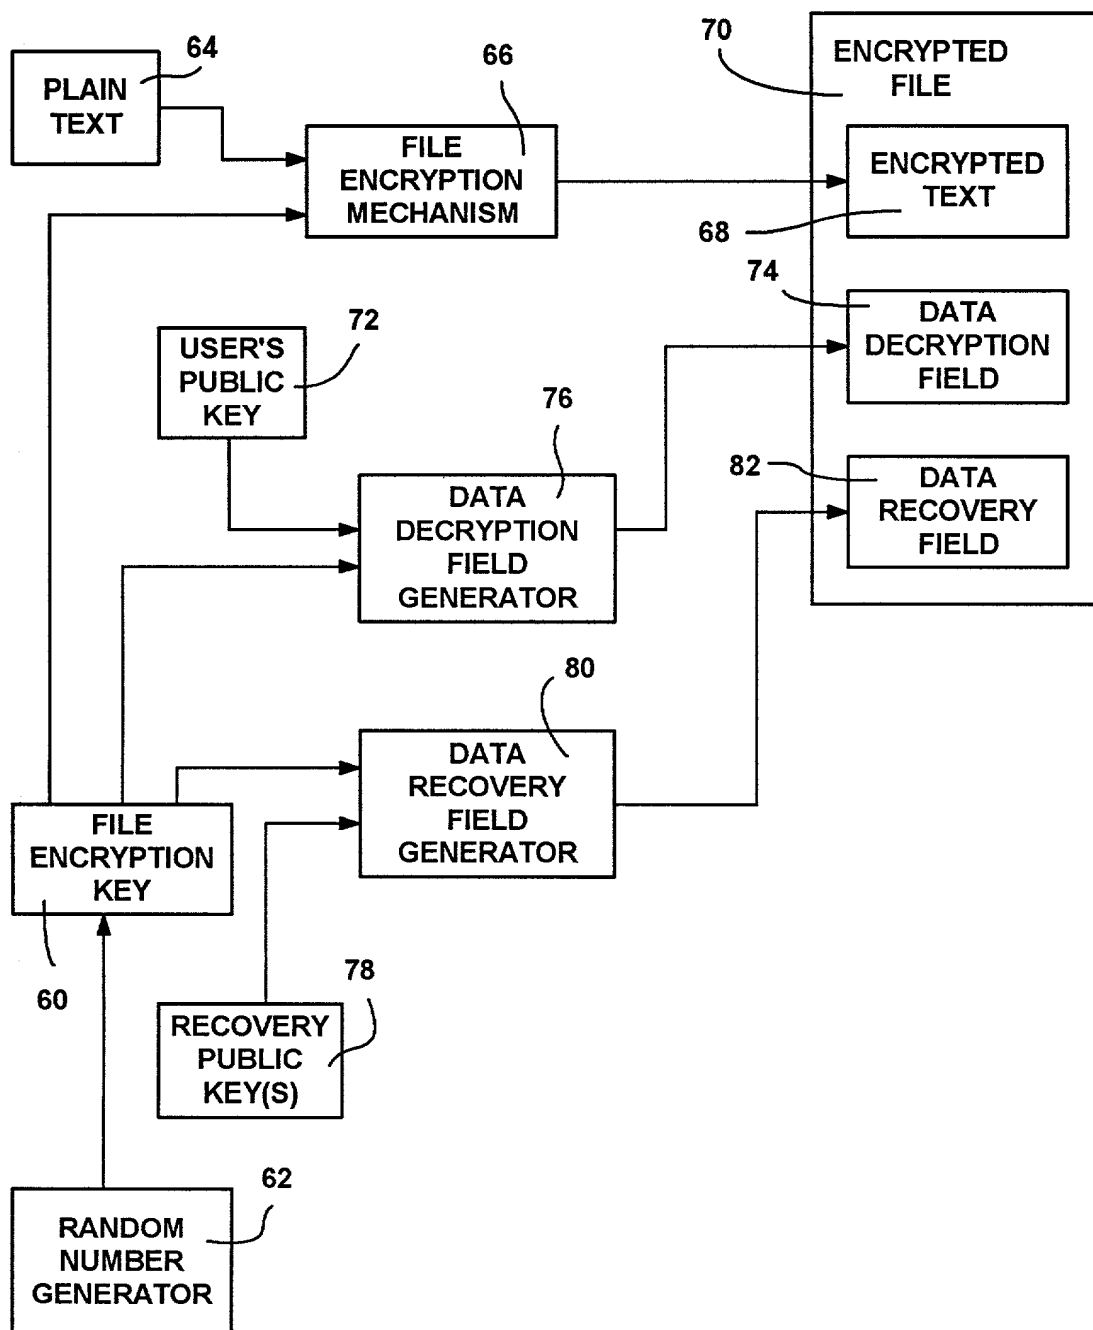 64
PLAIN
TEXT
66
FILE
ENCRYPTION
MECHANISM
70
ENCRYPTED
FILE
ENCRYPTED
TEXT
68
72
USER'S
PUBLIC
KEY
74
DATA
DECRYPTION
FIELD
76
DATA
DECRYPTION
FIELD
GENERATOR
82
DATA
RECOVERY
FIELD
80
DATA
RECOVERY
FIELD
GENERATOR
FILE
ENCRYPTION
KEY
60
78
RECOVERY
PUBLIC
KEY(S)
62
RANDOM
NUMBER
GENERATOR